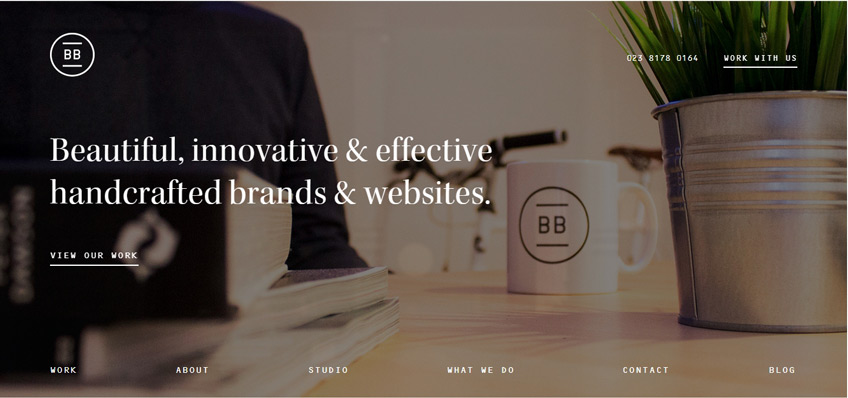 BB
023 8178 0164
WORK WITH US
Beautiful, innovative & effective
handcrafted brands & websites.
BB
VIEW OUR WORK
WORK
ABOUT
STUDIO
WHAT WE DO
CONTACT
BLOG